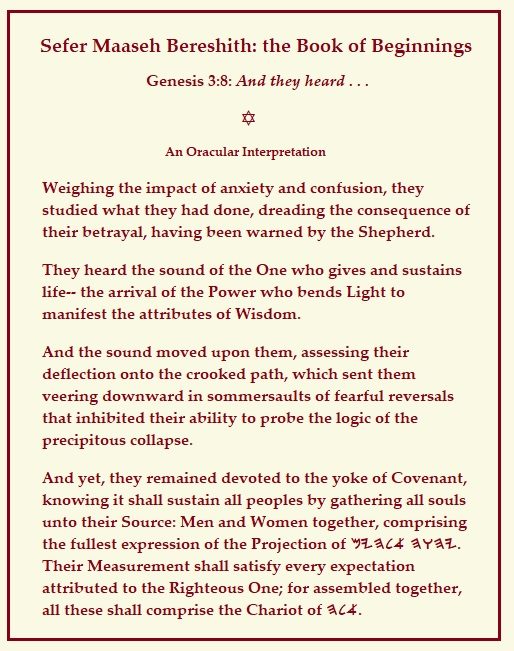 Sefer Maaseh Bereshith: the Book of Beginnings
Genesis 3:8: And they heard . . .
✡
An Oracular Interpretation
Weighing the impact of anxiety and confusion, they
studied what they had done, dreading the consequence of
their betrayal, having been warned by the Shepherd.
They heard the sound of the One who gives and sustains
life-- the arrival of the Power who bends Light to
manifest the attributes of Wisdom.
And the sound moved upon them, assessing their
deflection onto the crooked path, which sent them
veering downward in sommersaults of fearful reversals
that inhibited their ability to probe the logic of the
precipitous collapse.
And yet, they remained devoted to the yoke of Covenant,
knowing it shall sustain all peoples by gathering all souls
unto their Source: Men and Women together, comprising
the fullest expression of the Projection of 𐤉𐤄𐤅𐤄 𐤀𐤋𐤄𐤉𐤌.
Their Measurement shall satisfy every expectation
attributed to the Righteous One; for assembled together,
all these shall comprise the Chariot of 𐤀𐤋𐤄.